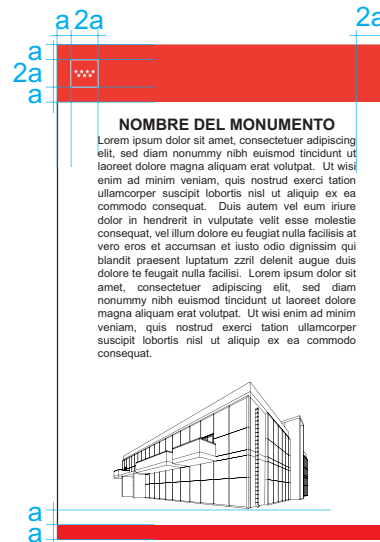 a 2a 2a
a
2a
a
NOMBRE DEL MONUMENTO
Lorem ipsum dolor sit amet, consectetuer adipiscing
elit, sed diam nonummy nibh euismod tincidunt ut
laoreet dolore magna aliquam erat volutpat. Ut wisi
enim ad minim veniam, quis nostrud exerci tation
ullamcorper suscipit lobortis nisl ut aliquip ex ea
commodo consequat. Duis autem vel eum iriure
dolor in hendrerit in vulputate velit esse molestie
consequat, vel illum dolore eu feugiat nulla facilisis at
vero eros et accumsan et iusto odio dignissim qui
blandit praesent luptatum zzril delenit augue duis
dolore te feugait nulla facilisi. Lorem ipsum dolor sit
amet, consectetuer adipiscing elit, sed diam
nonummy nibh euismod tincidunt ut laoreet dolore
magna aliquam erat volutpat. Ut wisi enim ad minim
veniam, quis nostrud exerci tation ullamcorper
suscipit lobortis nisl ut aliquip ex ea commodo
consequat.
a
a